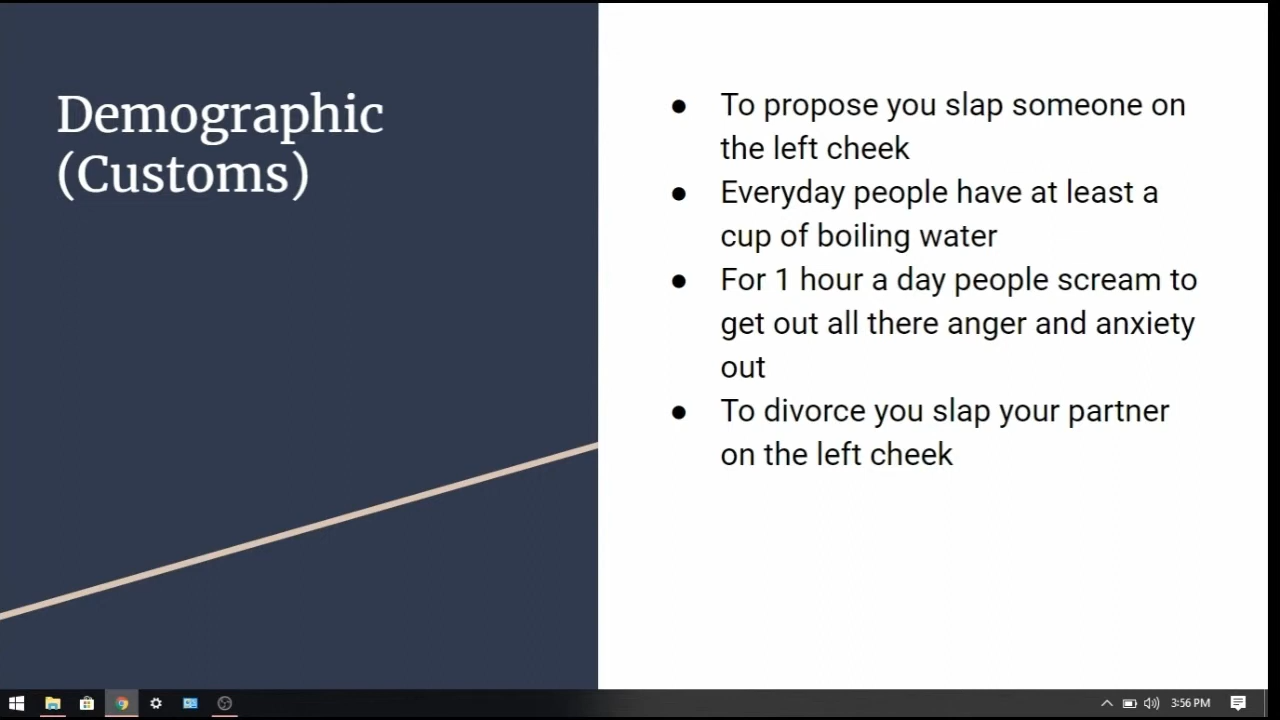 Demographic
(Customs)
● To propose you slap someone on
the left cheek
● Everyday people have at least a
cup of boiling water
● For 1 hour a day people scream to
get out all there anger and anxiety
out
● To divorce you slap your partner
on the left cheek
3:56 PM